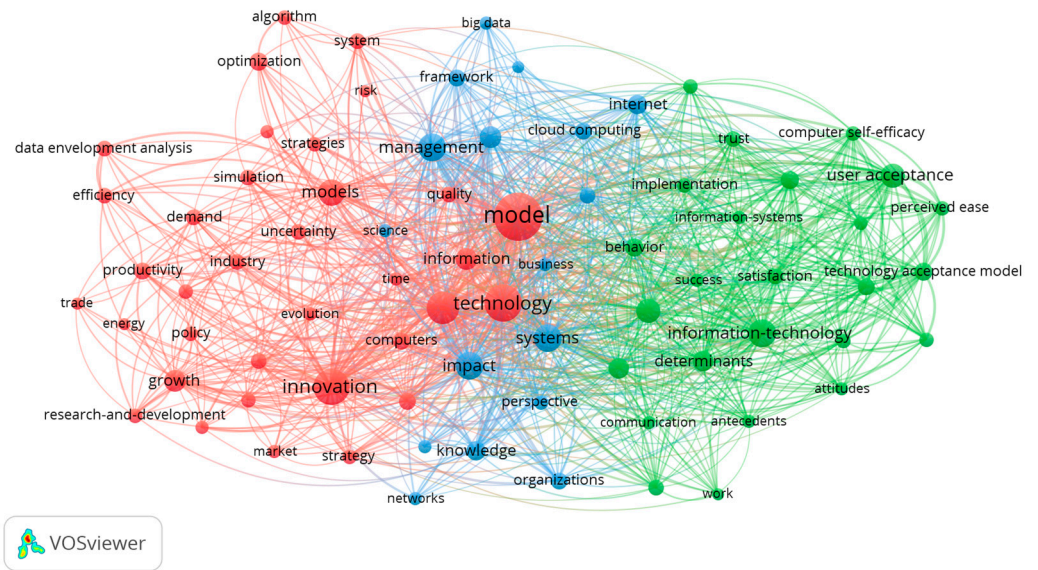 algorithm
big data
system
optimization
framework
risk
internet
cloud computing
computer self-efficacy
trust
strategies
data envelopment analysis
management
simulation
user acceptance
implementation
efficiency
models
quality
perceived ease
demand
model
information-systems
uncertainty
science
behavior
information
business
industry
productivity
technology acceptance model
time
success
satisfaction
trade
technology
evolution
energy
policy
computers
systems
information-technology
determinants
impact
growth
innovation
attitudes
perspective
research-and-development
communication
antecedents
market
strategy
knowledge
organizations
networks
work
VOSviewer